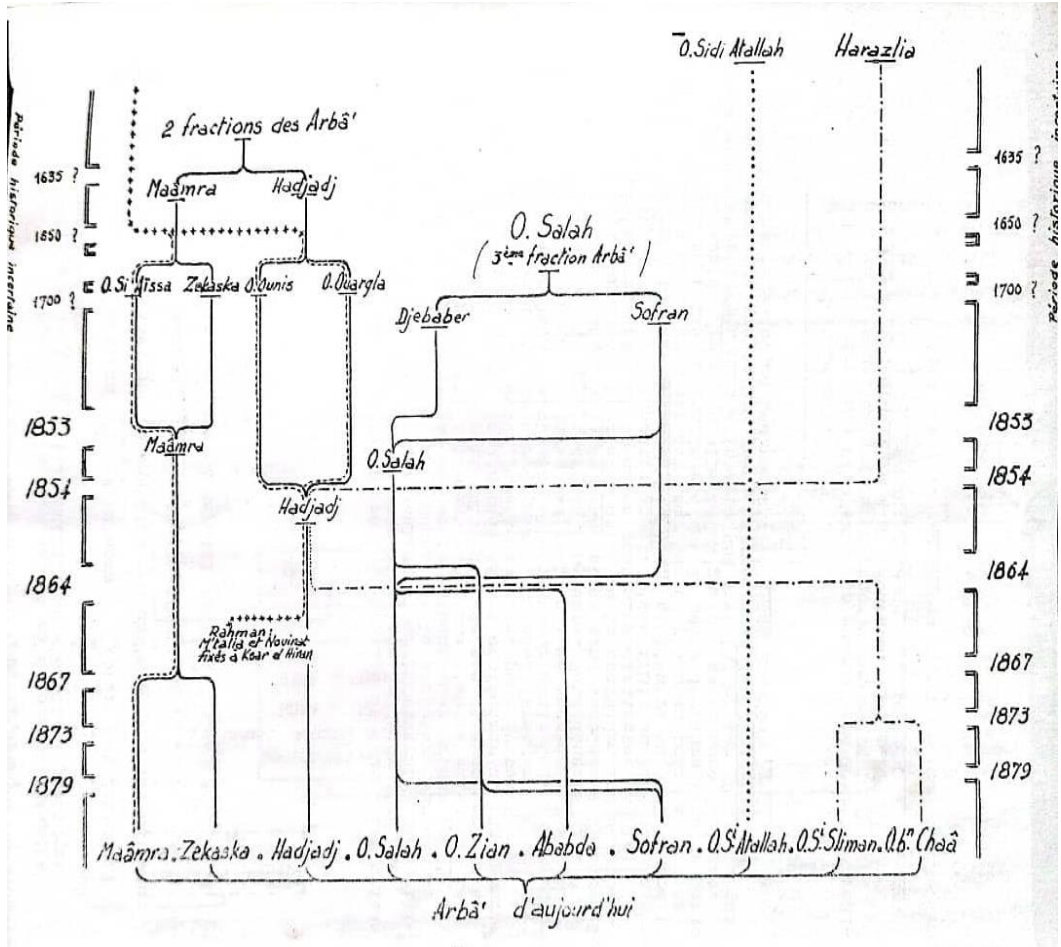 O. Sidi Atallah
Harazlia
2 fractions des Arbâ'
Maâmra
Hadjadj
O. Salah
(3ième fraction Arbâ')
O. Si Aïssa
Zekaska
O. Ounis
O. Ouargla
Djebaber
Sofran
Maâmra
O. Salah
Hadjadj
Rahman
M'talia et
fixés à Ksar el Hiran
Maâmra . Zekaska . Hadjadj . O. Salah . O. Zian . Ababda . Sofran . O. Si Atallah . O. Si Sliman . O. bn Chaâ
Arbâ' d'aujourd'hui
Période historique incertaine
1635 ?
1650 ?
1700 ?
1853
1854
1864
1867
1873
1879
1635 ?
1650 ?
1700 ?
1853
1854
1864
1867
1873
1879
Période historique incertaine